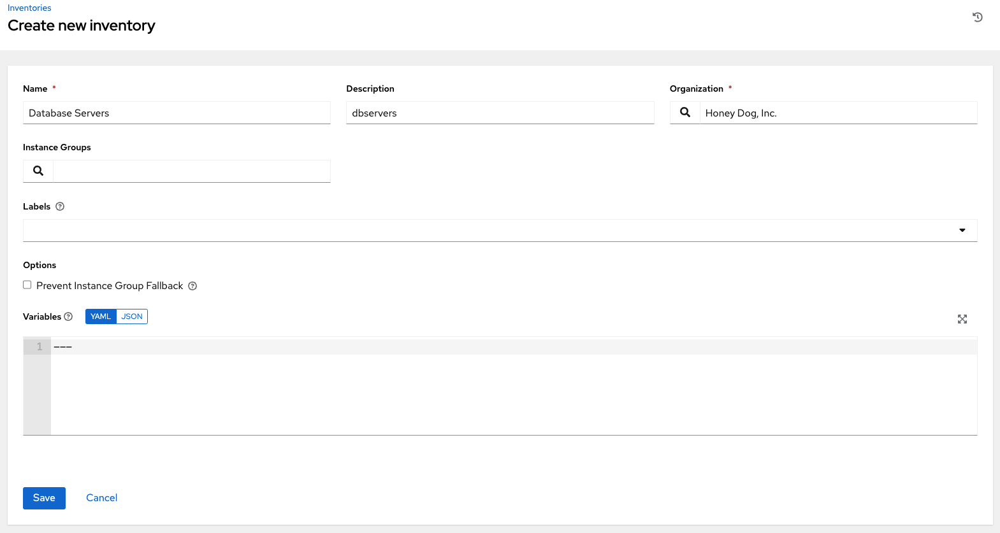 Inventories
Create new inventory
Name *
Description
Organization *
Database Servers
dbservers
Honey Dog, Inc.
Instance Groups
Labels
Options
Prevent Instance Group Fallback
Variables YAML JSON
1 ---
Save Cancel